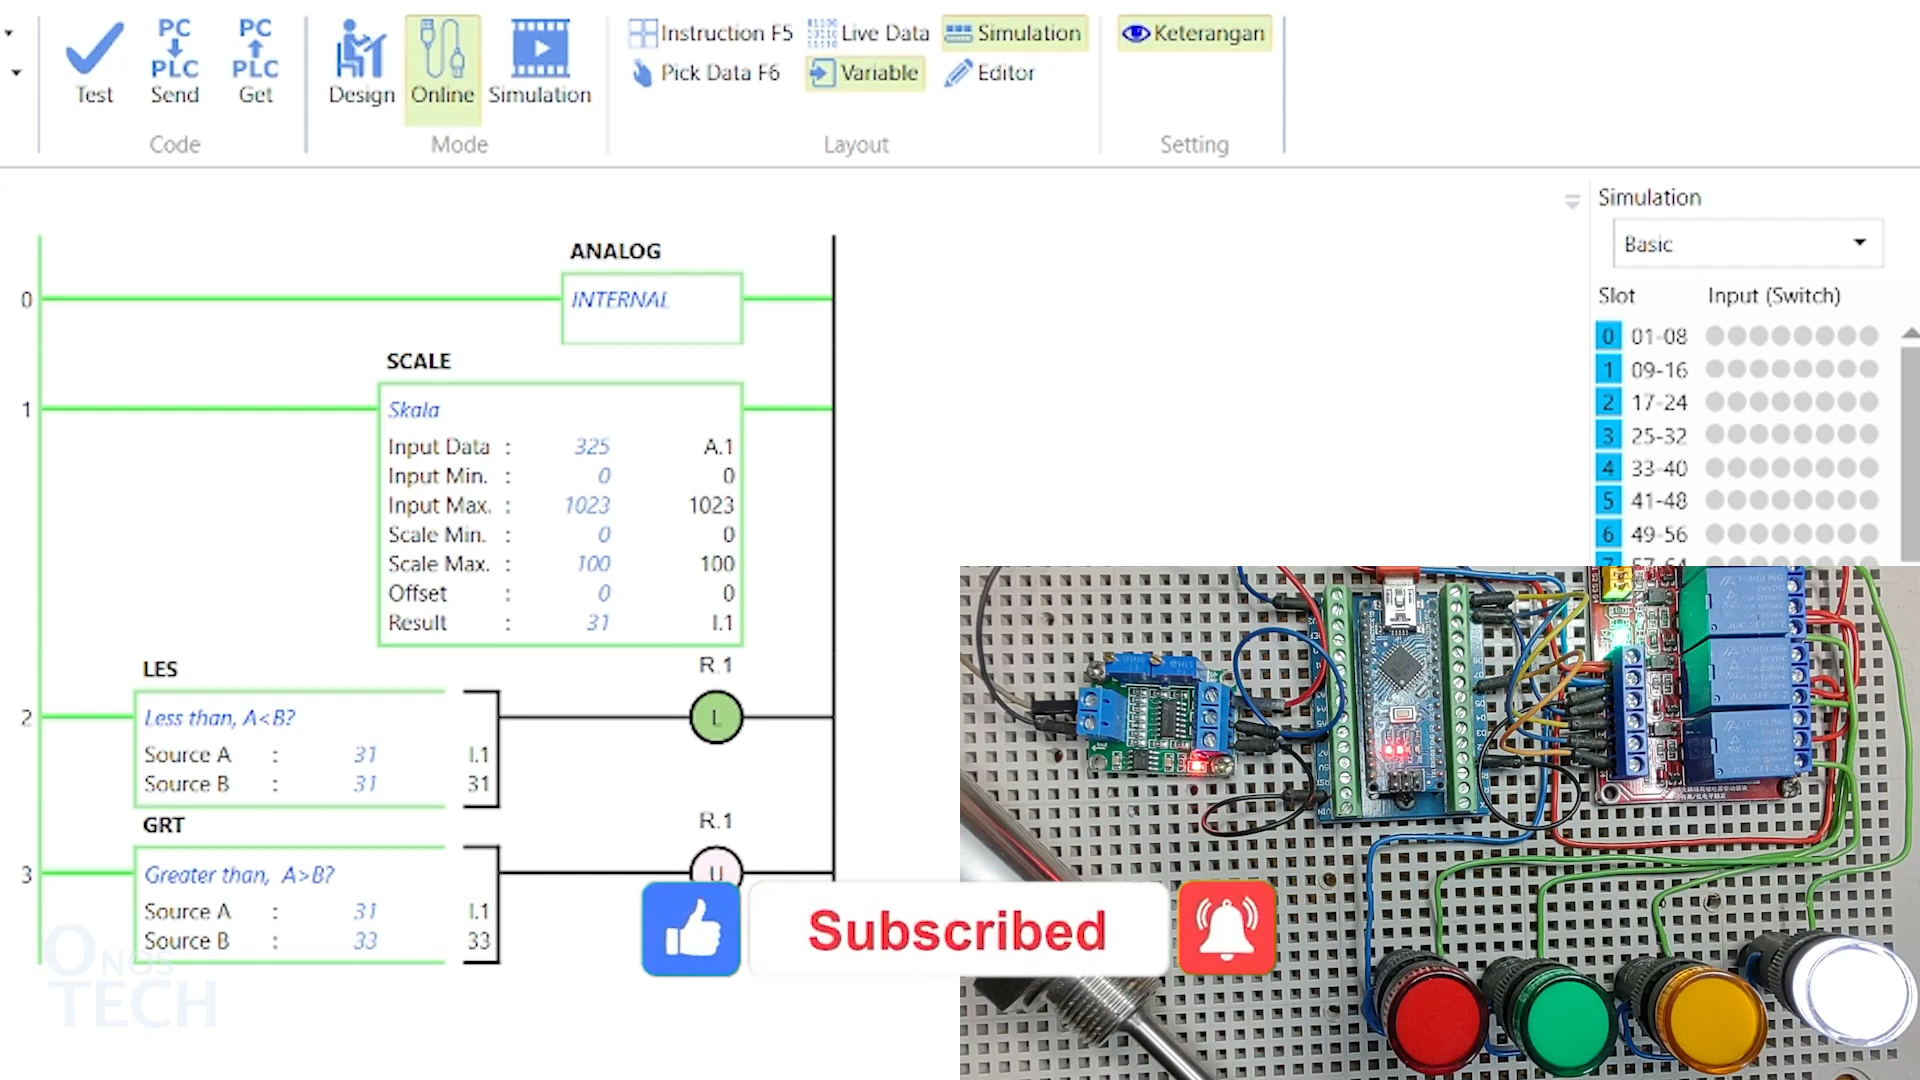 PC
PLC
PC
PLC
Test
Send
Get
Design
Online
Simulation
Instruction F5
Live Data
Simulation
Keterangan
Pick Data F6
Variable
Editor
Code
Mode
Layout
Setting
Simulation
Basic
Slot
Input (Switch)
0 01-08
1 09-16
2 17-24
3 25-32
4 33-40
5 41-48
6 49-56
ANALOG
0
INTERNAL
SCALE
1
Skala
Input Data : 325 A.1
Input Min. : 0 0
Input Max. : 1023 1023
Scale Min. : 0 0
Scale Max. : 100 100
Offset : 0 0
Result : 31 I.1
LES
R.1
2
Less than, A<B?
L
Source A : 31 I.1
Source B : 31 31
GRT
R.1
3
Greater than, A>B?
U
Source A : 31 I.1
Source B : 33 33
ONOS
TECH
Subscribed